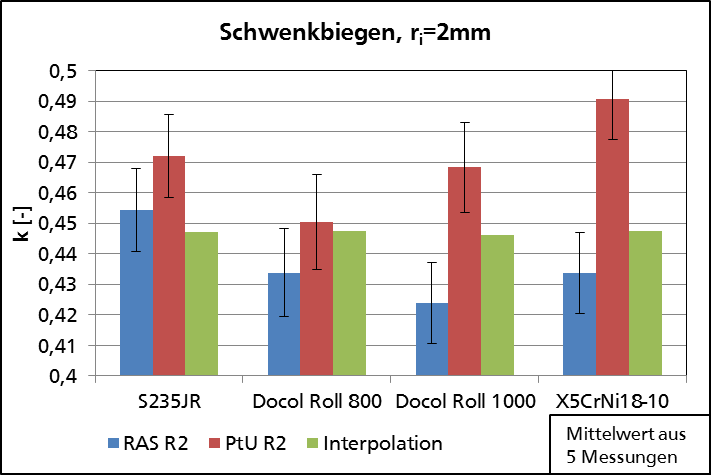 Schwenkbiegen, ri=2mm
k [-]
0,5
0,49
0,48
0,47
0,46
0,45
0,44
0,43
0,42
0,41
0,4
S235JR Docol Roll 800 Docol Roll 1000 X5CrNi18-10
RAS R2 PtU R2 Interpolation
Mittelwert aus
5 Messungen